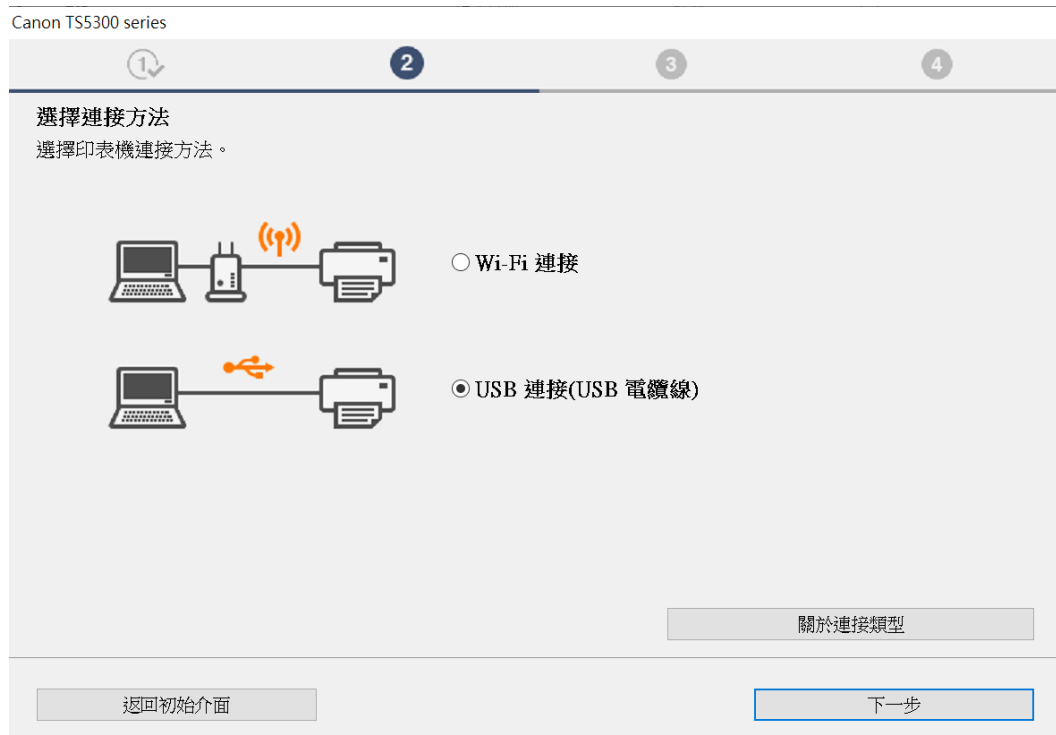 Canon TS5300 series
1 2 3 4
選擇連接方法
選擇印表機連接方法。
Wi-Fi 連接
USB 連接(USB 電纜線)
關於連接類型
返回初始介面 下一步